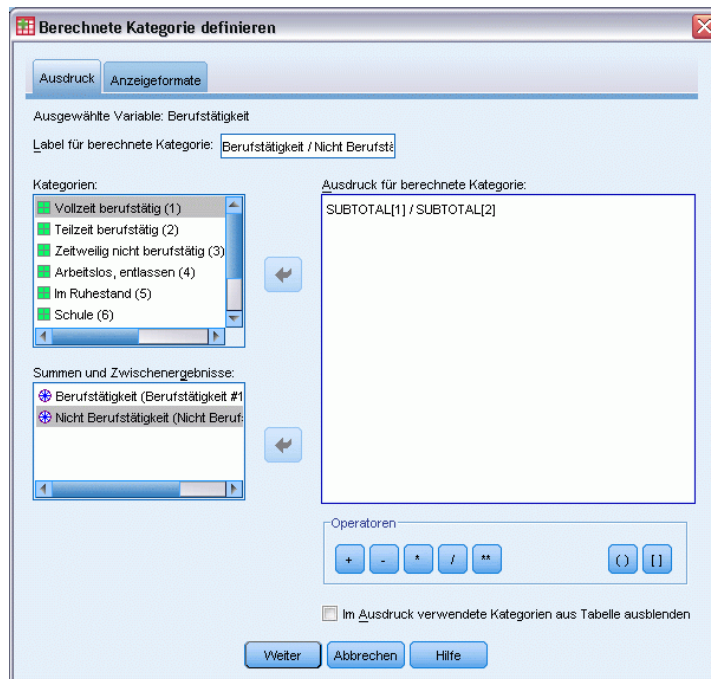 Berechnete Kategorie definieren
Ausdruck
Anzeigeformate
Ausgewählte Variable: Berufstätigkeit
Label für berechnete Kategorie:
Berufstätigkeit / Nicht Berufstä
Kategorien:
Vollzeit berufstätig (1)
Teilzeit berufstätig (2)
Zeitweilig nicht berufstätig (3)
Arbeitslos, entlassen (4)
Im Ruhestand (5)
Schule (6)
Ausdruck für berechnete Kategorie:
SUBTOTAL[1] / SUBTOTAL[2]
Summen und Zwischenergebnisse:
Berufstätigkeit (Berufstätigkeit #1
Nicht Berufstätigkeit (Nicht Beruf:
Operatoren
+ - * / ** ( ) [ ]
Im Ausdruck verwendete Kategorien aus Tabelle ausblenden
Weiter Abbrechen Hilfe